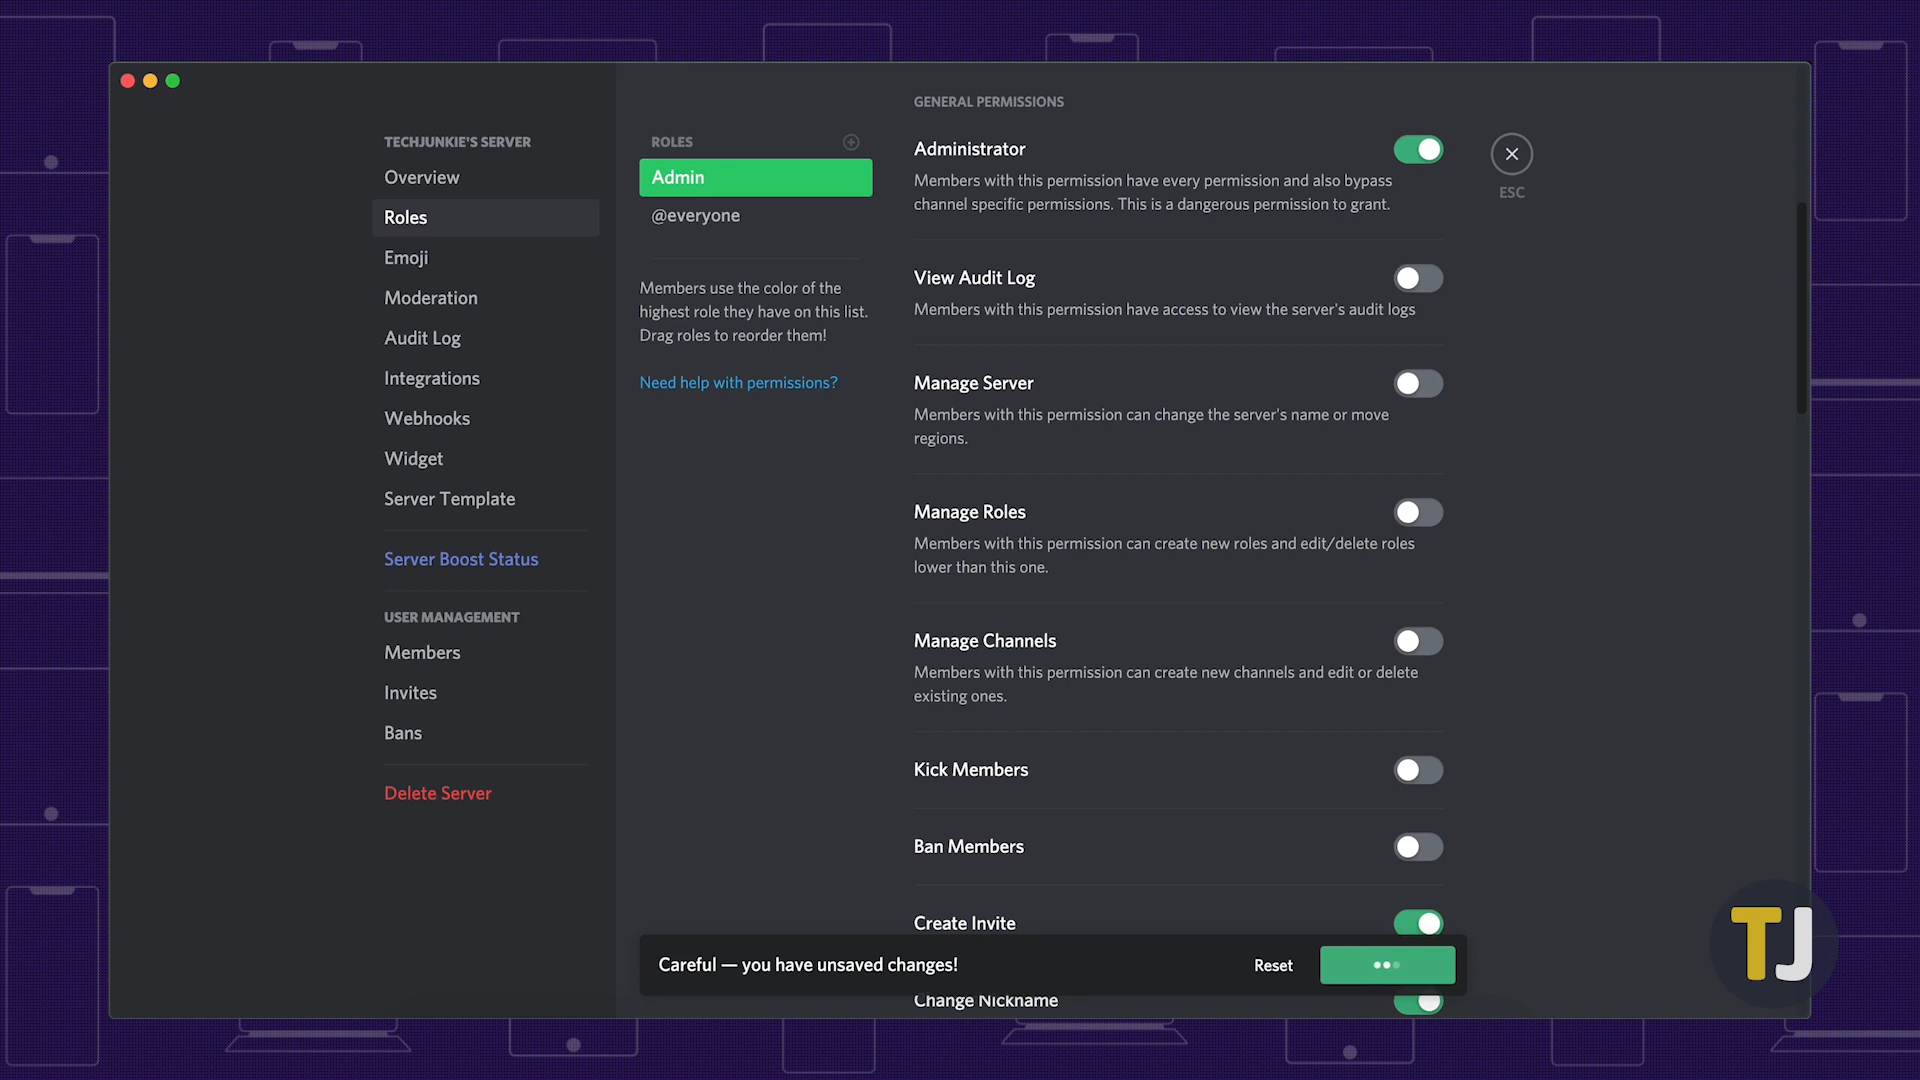 TECHJUNKIE'S SERVER
Overview
Roles
Emoji
Moderation
Audit Log
Integrations
Webhooks
Widget
Server Template
Server Boost Status
USER MANAGEMENT
Members
Invites
Bans
Delete Server
ROLES
Admin
@everyone
Members use the color of the
highest role they have on this list.
Drag roles to reorder them!
Need help with permissions?
GENERAL PERMISSIONS
Administrator
Members with this permission have every permission and also bypass
channel specific permissions. This is a dangerous permission to grant.
View Audit Log
Members with this permission have access to view the server's audit logs
Manage Server
Members with this permission can change the server's name or move
regions.
Manage Roles
Members with this permission can create new roles and edit/delete roles
lower than this one.
Manage Channels
Members with this permission can create new channels and edit or delete
existing ones.
Kick Members
Ban Members
Create Invite
Careful — you have unsaved changes!
Reset
Change Nickname
ESC
TJ